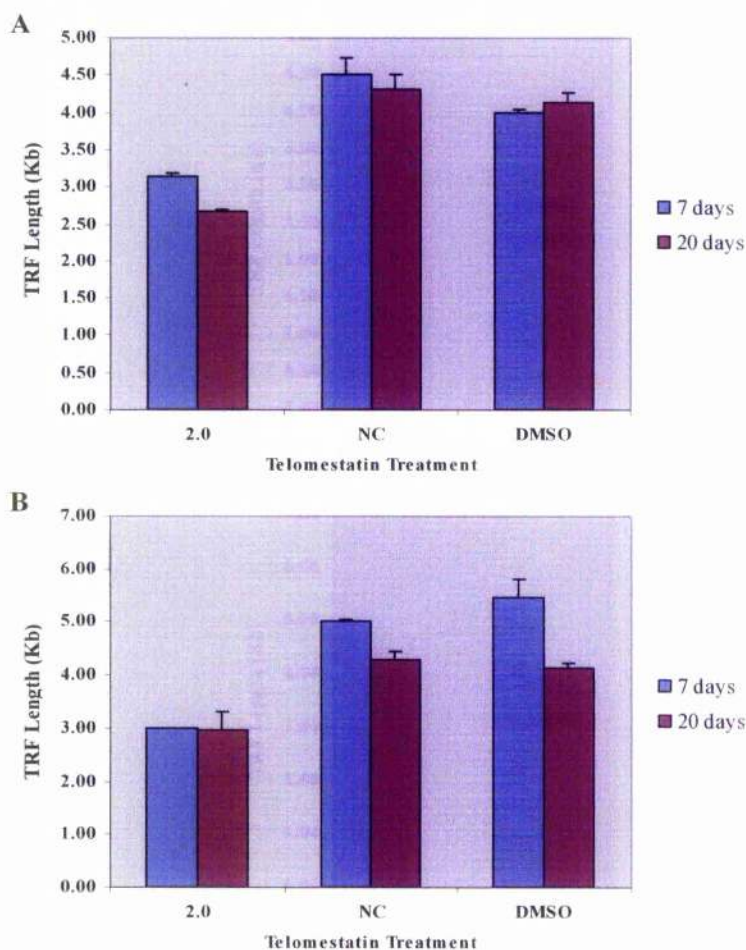 A
5.00
4.50
4.00
3.50
3.00
2.50
2.00
1.50
1.00
0.50
0.00
TRF Length (Kb)
2.0 NC DMSO
Telomestatin Treatment
7 days
20 days
B
7.00
6.00
5.00
4.00
3.00
2.00
1.00
0.00
TRF Length (Kb)
2.0 NC DMSO
Telomestatin Treatment
7 days
20 days